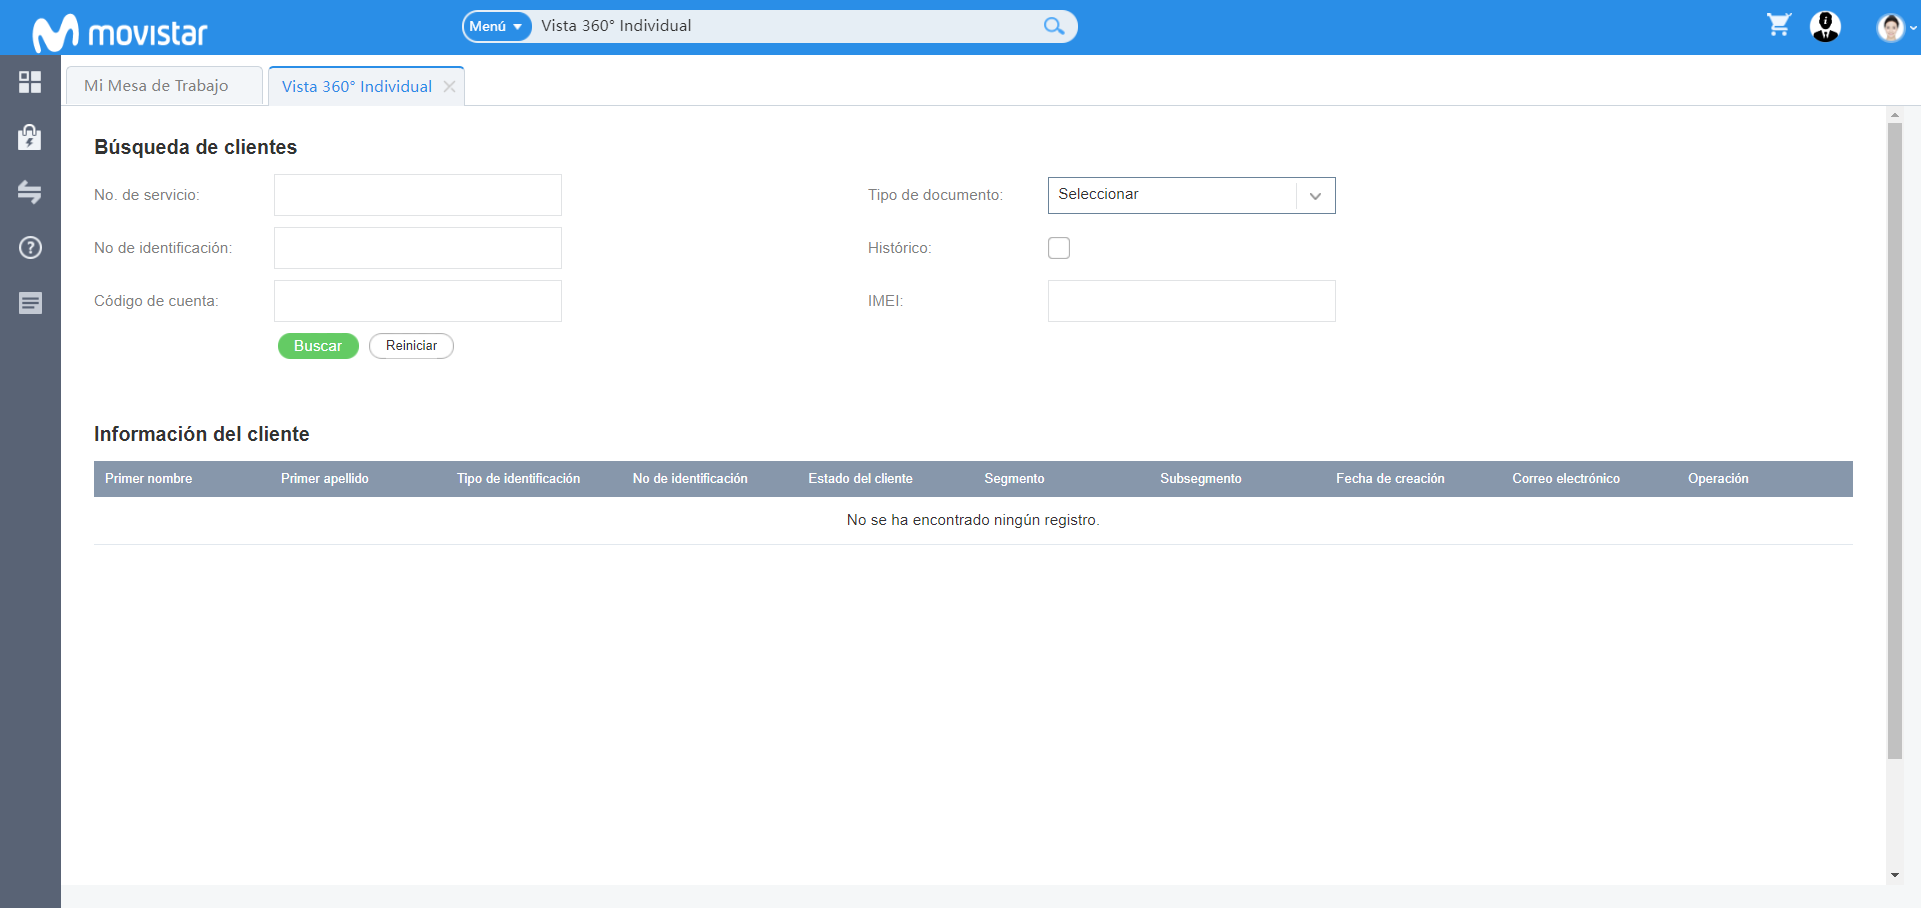 movistar
Menú
Vista 360° Individual
Mi Mesa de Trabajo
Vista 360° Individual
Búsqueda de clientes
No. de servicio:
Tipo de documento:
Seleccionar
No de identificación:
Histórico:
Código de cuenta:
IMEI:
Buscar
Reiniciar
Información del cliente
Primer nombre
Primer apellido
Tipo de identificación
No de identificación
Estado del cliente
Segmento
Subsegmento
Fecha de creación
Correo electrónico
Operación
No se ha encontrado ningún registro.